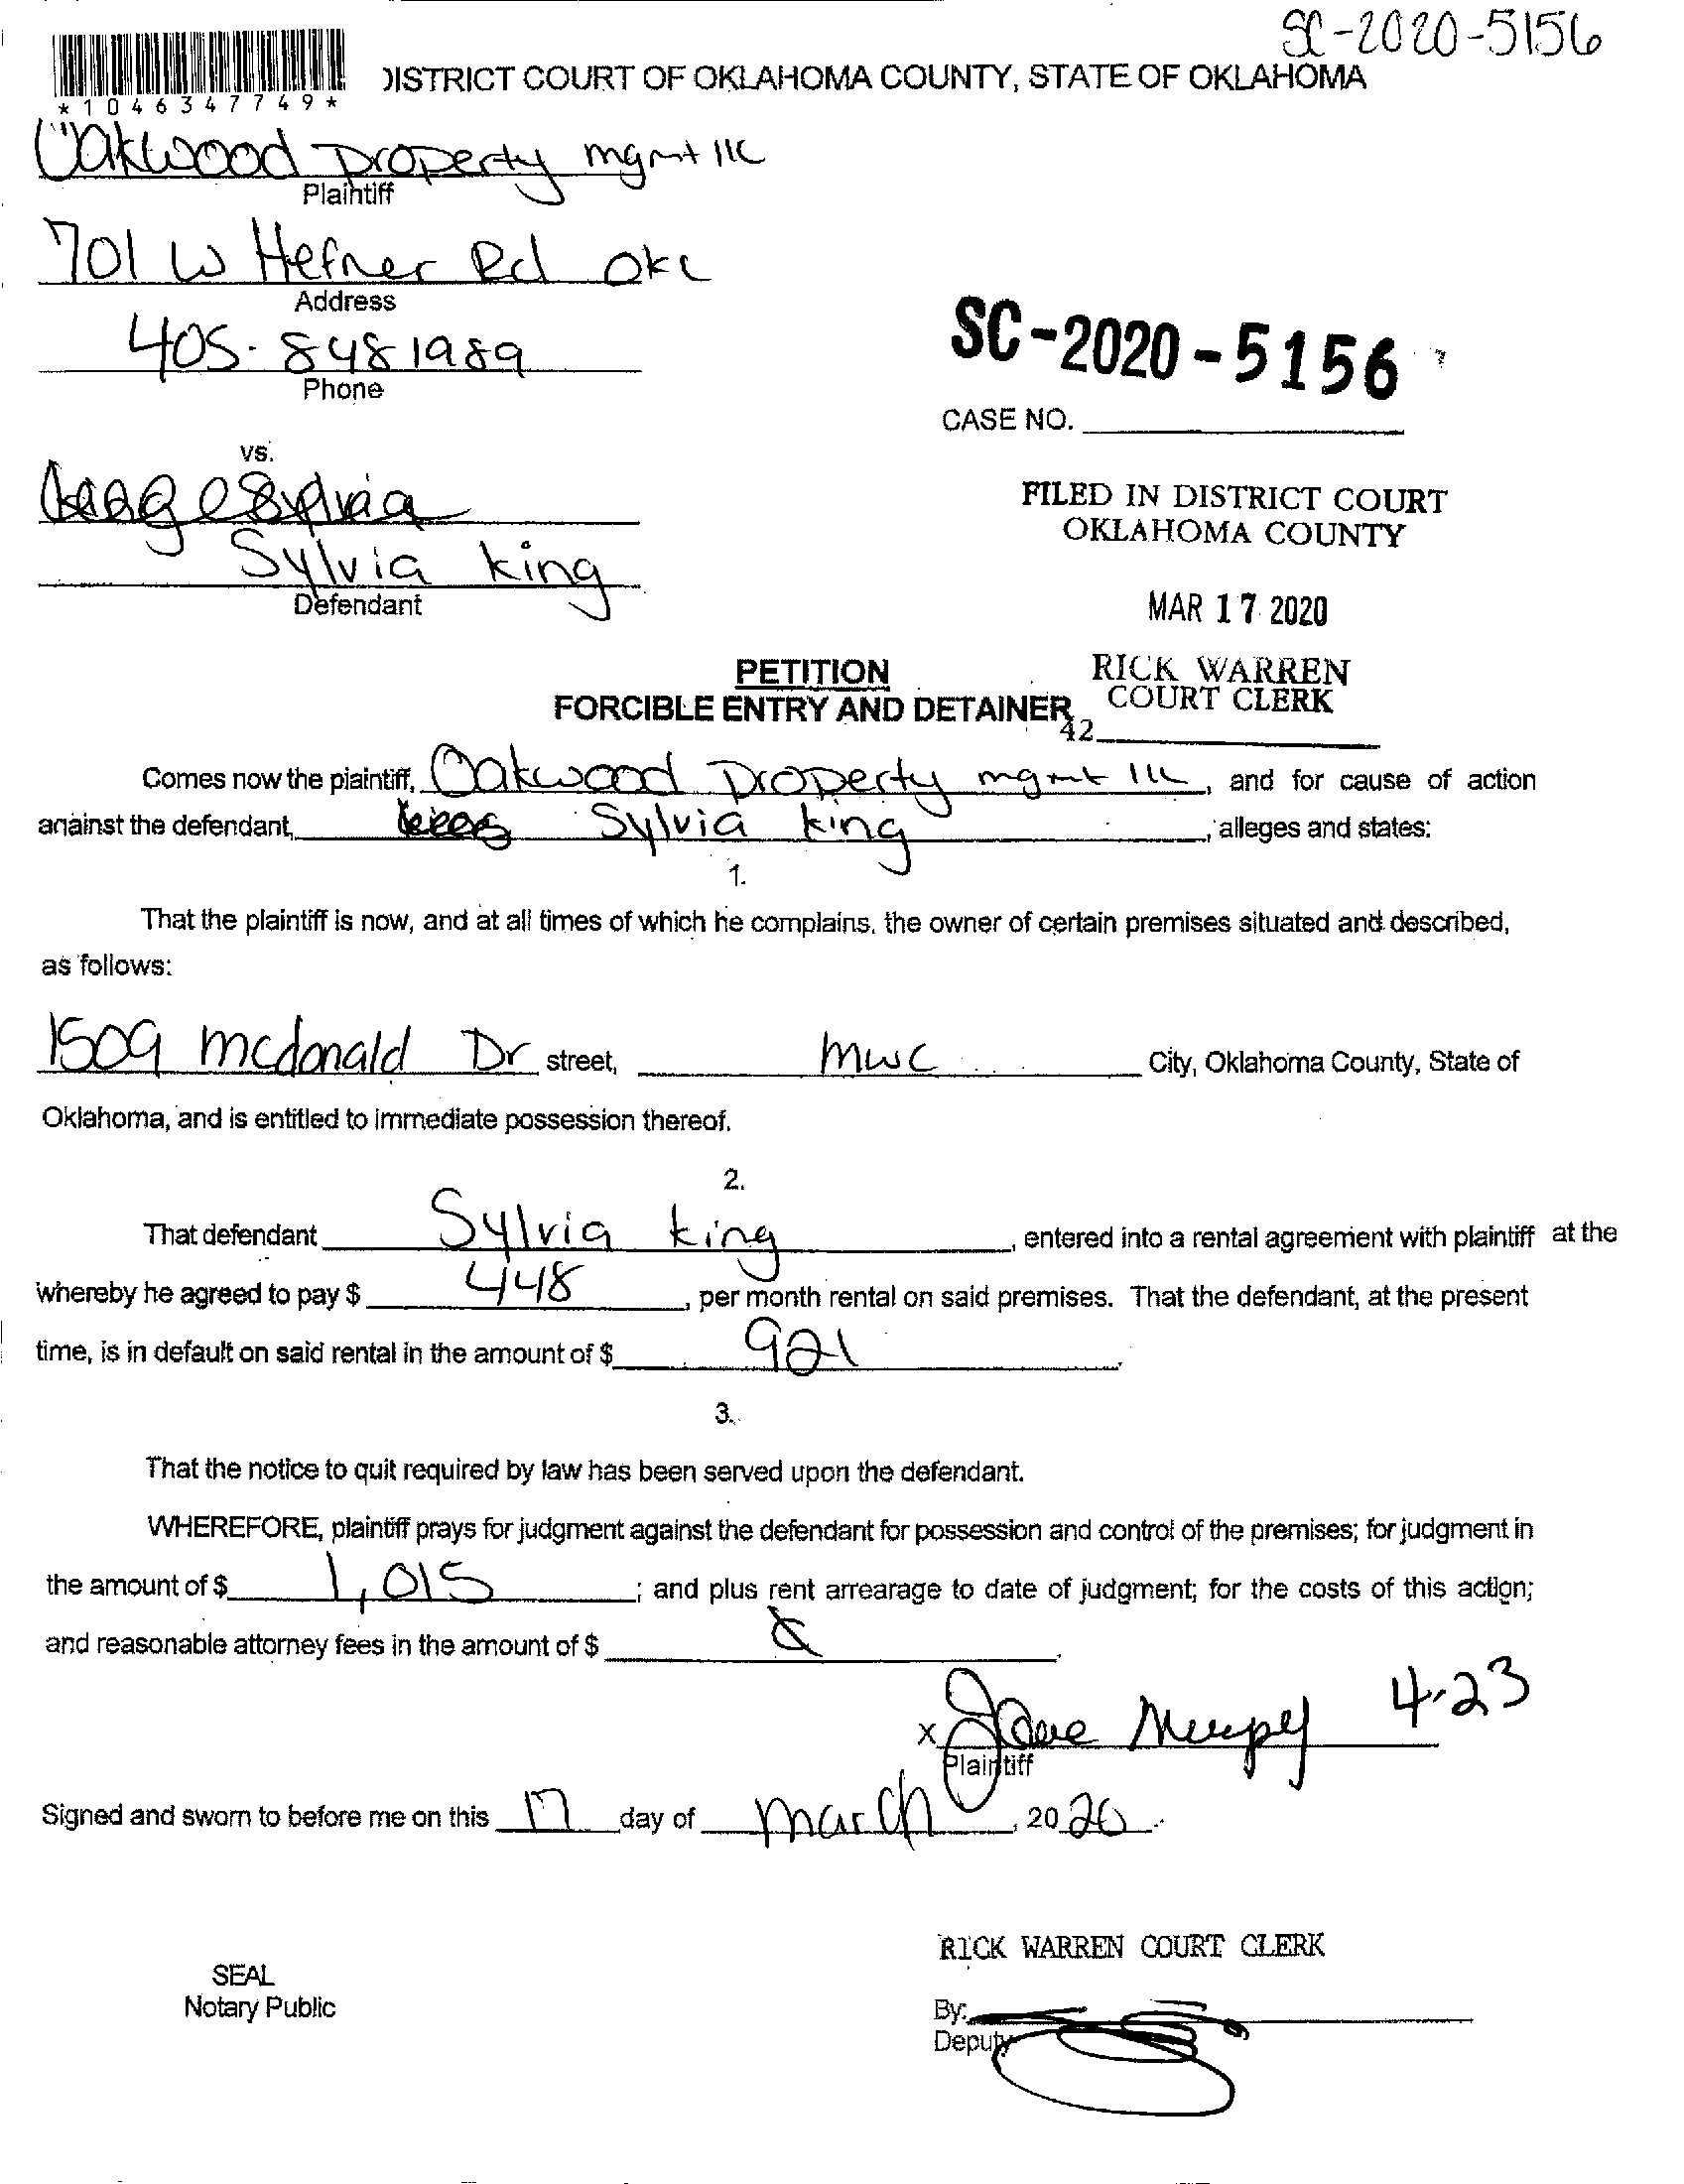 SC-2020-5156
DISTRICT COURT OF OKLAHOMA COUNTY, STATE OF OKLAHOMA
*1046347749*
Oakwood property mgmt llc
Plaintiff
701 W Hefner Rd OKC
Address
405-848 1989
Phone
SC-2020-5156
CASE NO.
vs.
Sylvia
Sylvia king
Defendant
FILED IN DISTRICT COURT
OKLAHOMA COUNTY
MAR 17 2020
RICK WARREN
COURT CLERK
42
PETITION
FORCIBLE ENTRY AND DETAINER
Comes now the plaintiff, Oakwood property mgmt llc, and for cause of action
against the defendant, Sylvia king, alleges and states:
1.
That the plaintiff is now, and at all times of which he complains, the owner of certain premises situated and described,
as follows:
1509 mcdonald Dr street, mwc City, Oklahoma County, State of
Oklahoma, and is entitled to immediate possession thereof.
2.
That defendant Sylvia king, entered into a rental agreement with plaintiff at the
whereby he agreed to pay $ 448, per month rental on said premises. That the defendant, at the present
time, is in default on said rental in the amount of $ 921.
3.
That the notice to quit required by law has been served upon the defendant.
WHEREFORE, plaintiff prays for judgment against the defendant for possession and control of the premises; for judgment in
the amount of $ 1,015; and plus rent arrearage to date of judgment; for the costs of this action;
and reasonable attorney fees in the amount of $
x 4-23
Plaintiff
Signed and sworn to before me on this 17 day of march, 2020.
SEAL
Notary Public
RICK WARREN COURT CLERK
By:
Deputy